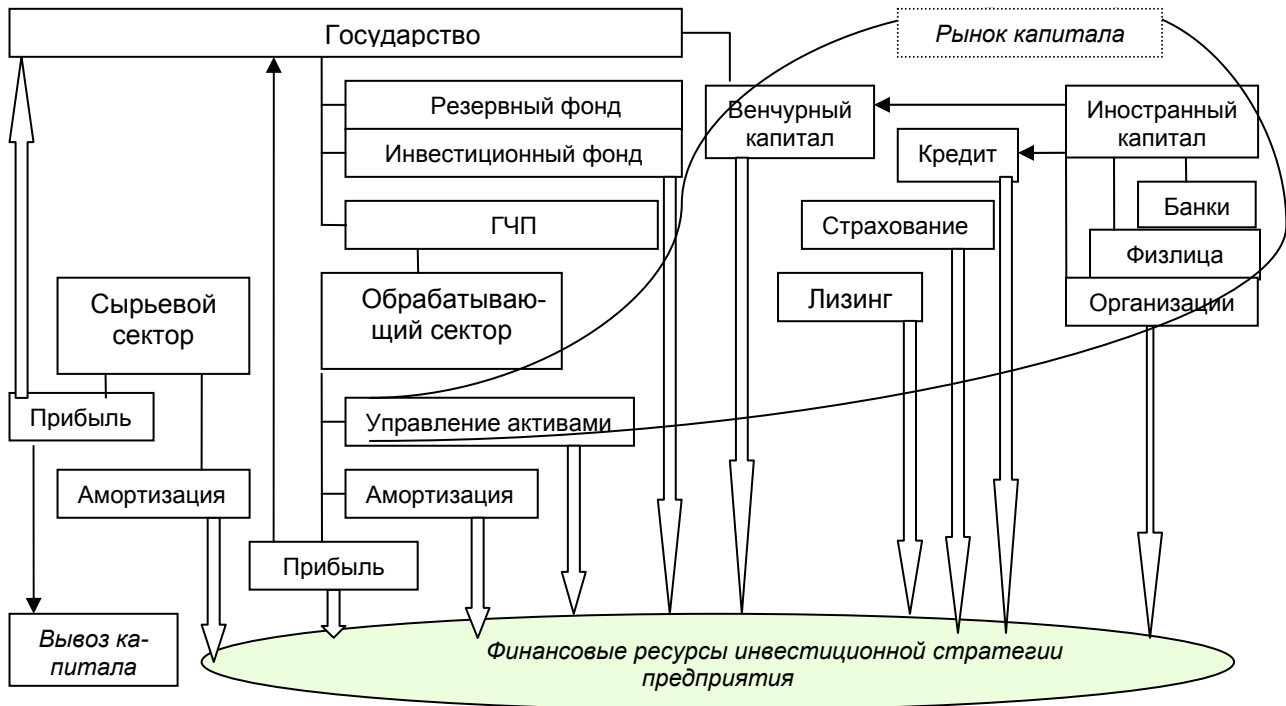 Государство
Рынок капитала
Резервный фонд
Инвестиционный фонд
Венчурный
капитал
Иностранный
капитал
Кредит
Банки
ГЧП
Страхование
Физлица
Сырьевой
сектор
Обрабатываю-
щий сектор
Лизинг
Организации
Прибыль
Управление активами
Амортизация
Амортизация
Прибыль
Вывоз ка-
питала
Финансовые ресурсы инвестиционной стратегии
предприятия